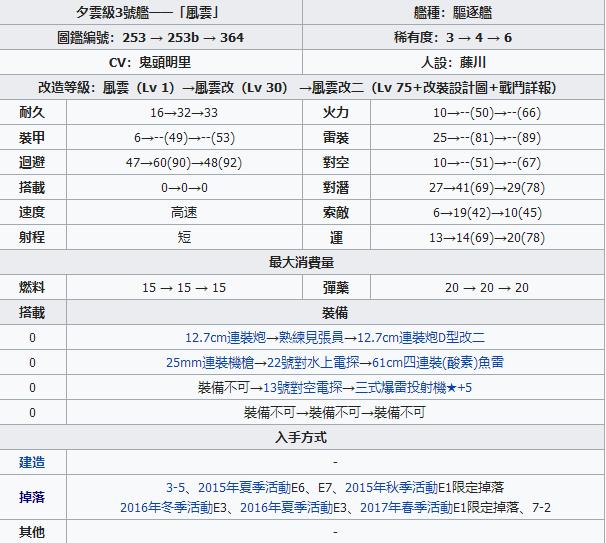 夕雲級3號艦——「風雲」 艦種：驅逐艦
圖鑑編號：253 → 253b → 364 稀有度：3 → 4 → 6
CV：鬼頭明里 人設：藤川
改造等級：風雲（Lv 1）→風雲改（Lv 30） →風雲改二（Lv 75+改裝設計圖+戰鬥詳報）
耐久 16→32→33 火力 10→--(50)→--(66)
裝甲 6→--(49)→--(53) 雷裝 25→--(81)→--(89)
迴避 47→60(90)→48(92) 對空 10→--(51)→--(67)
搭載 0→0→0 對潛 27→41(69)→29(78)
速度 高速 索敵 6→19(42)→10(45)
射程 短 運 13→14(69)→20(78)
最大消費量
燃料 15 → 15 → 15 彈藥 20 → 20 → 20
搭載 裝備
0 12.7cm連裝炮→熟練見張員→12.7cm連裝炮D型改二
0 25mm連裝機槍→22號對水上電探→61cm四連裝(酸素)魚雷
0 裝備不可→13號對空電探→三式爆雷投射機★+5
0 裝備不可→裝備不可→裝備不可
入手方式
建造 -
掉落 3-5、2015年夏季活動E6、E7、2015年秋季活動E1限定掉落
2016年冬季活動E3、2016年夏季活動E3、2017年春季活動E1限定掉落、7-2
其他 -